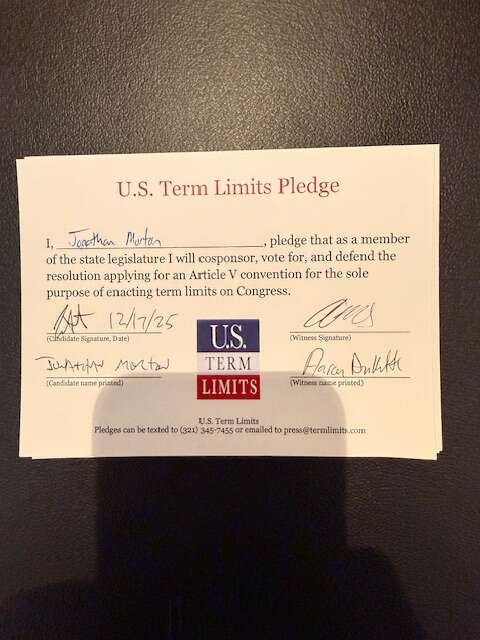 U.S. Term Limits Pledge
I, Jonathan Morton, pledge that as a member
of the state legislature I will cosponsor, vote for, and defend the
resolution applying for an Article V convention for the sole
purpose of enacting term limits on Congress.
12/17/25
(Candidate Signature, Date)
(Witness Signature)
Jonathan Morton
(Candidate name printed)
Aaron
(Witness name printed)
U.S.
TERM
LIMITS
U.S. Term Limits
Pledges can be texted to (321) 345-7455 or emailed to press@termlimits.com